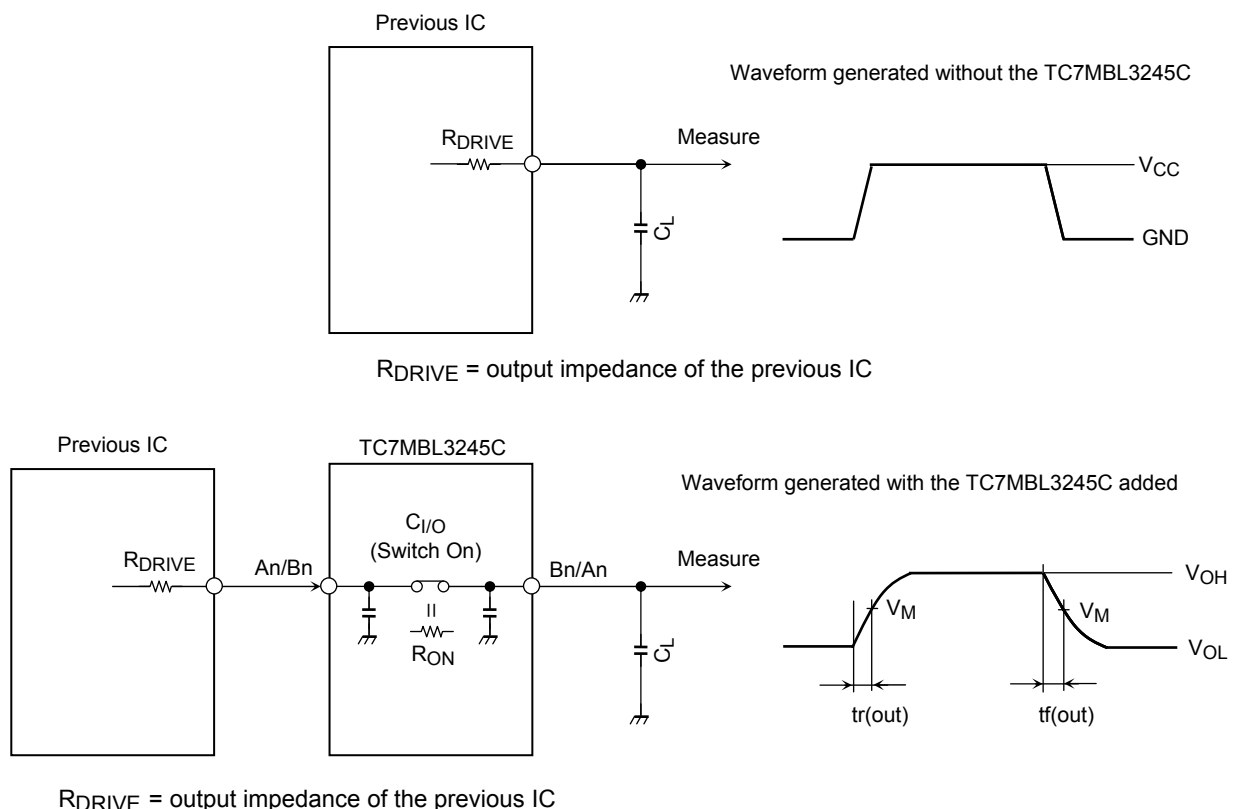 Previous IC
Waveform generated without the TC7MBL3245C
RDRIVE
Measure
VCC
CL
GND
RDRIVE = output impedance of the previous IC
Previous IC
TC7MBL3245C
Waveform generated with the TC7MBL3245C added
CI/O
(Switch On)
RDRIVE
An/Bn
Bn/An
Measure
VOH
VM
VM
RON
CL
VOL
tr(out)
tf(out)
RDRIVE = output impedance of the previous IC